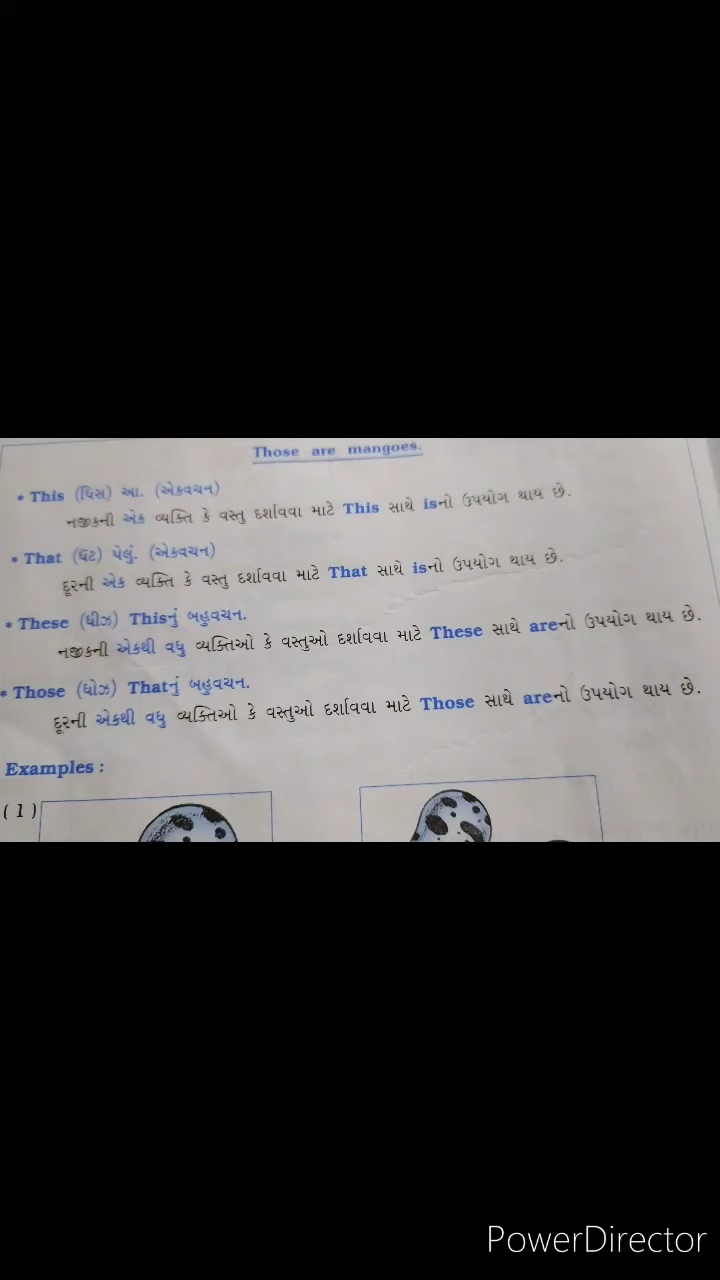 Those are mangoes.
• This (ધિસ) આ. (એકવચન)
નજીકની એક વ્યક્તિ કે વસ્તુ દર્શાવવા માટે This સાથે isનો ઉપયોગ થાય છે.
• That (ધૅટ) પેલું. (એકવચન)
દૂરની એક વ્યક્તિ કે વસ્તુ દર્શાવવા માટે That સાથે isનો ઉપયોગ થાય છે.
• These (ધીઝ) Thisનું બહુવચન.
નજીકની એકથી વધુ વ્યક્તિઓ કે વસ્તુઓ દર્શાવવા માટે These સાથે areનો ઉપયોગ થાય છે.
• Those (ધોઝ) Thatનું બહુવચન.
દૂરની એકથી વધુ વ્યક્તિઓ કે વસ્તુઓ દર્શાવવા માટે Those સાથે areનો ઉપયોગ થાય છે.
Examples :
(1)
PowerDirector